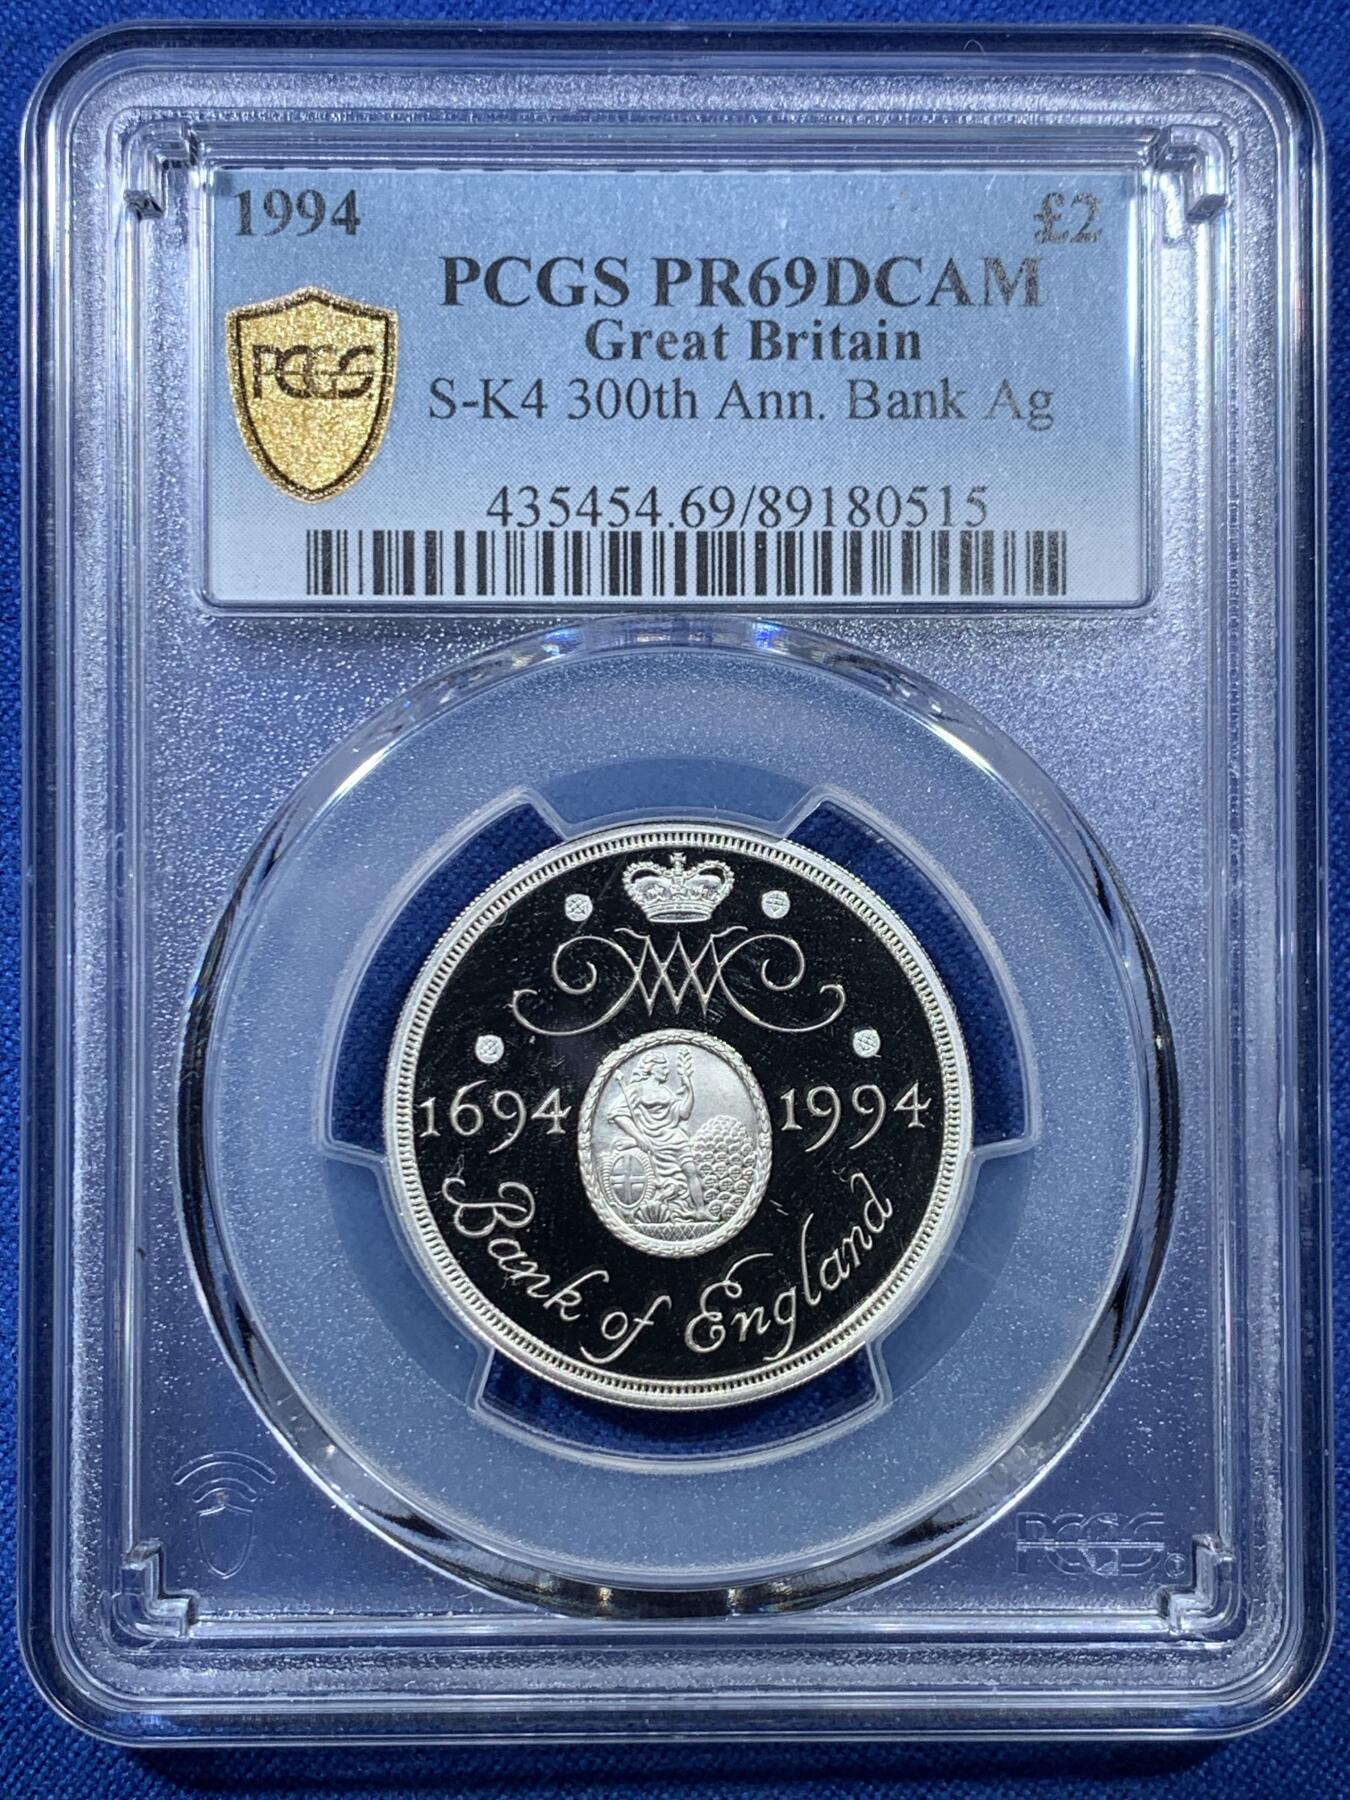 1994 £2
PCGS PR69DCAM
Great Britain
PCGS
S-K4 300th Ann. Bank Ag
435454.69/89180515
1694 1994
Bank of England
PCGS